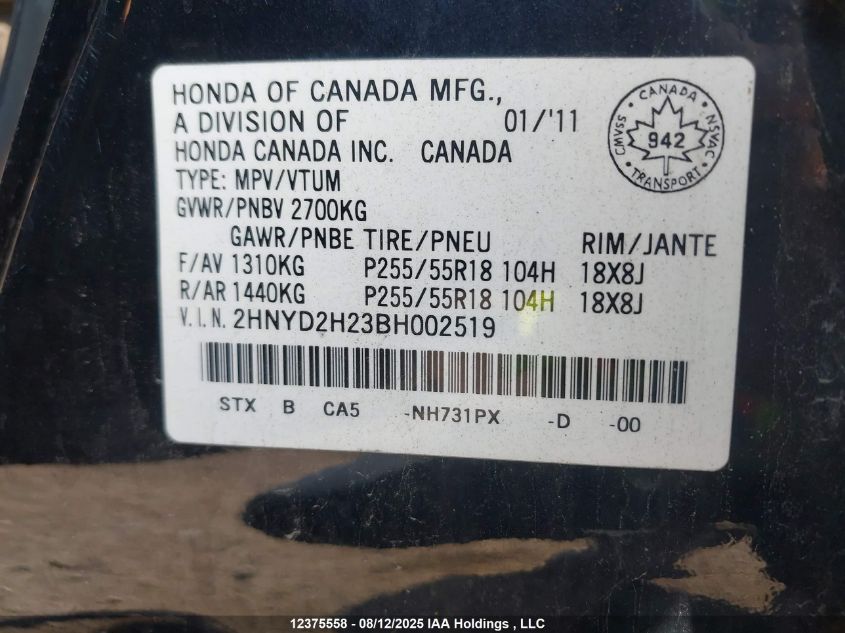 HONDA OF CANADA MFG.,
A DIVISION OF 01/'11
HONDA CANADA INC. CANADA
TYPE: MPV/VTUM
GVWR/PNBV 2700KG
GAWR/PNBE TIRE/PNEU RIM/JANTE
F/AV 1310KG P255/55R18 104H 18X8J
R/AR 1440KG P255/55R18 104H 18X8J
V.I.N. 2HNYD2H23BH002519
STX B CA5 -NH731PX -D -00
CANADA
CMVSS 942 NSVAC
TRANSPORT
12375558 - 08/12/2025 IAA Holdings , LLC